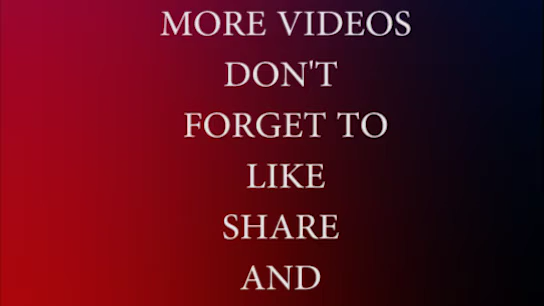 MORE VIDEOS
DON'T
FORGET TO
LIKE
SHARE
AND